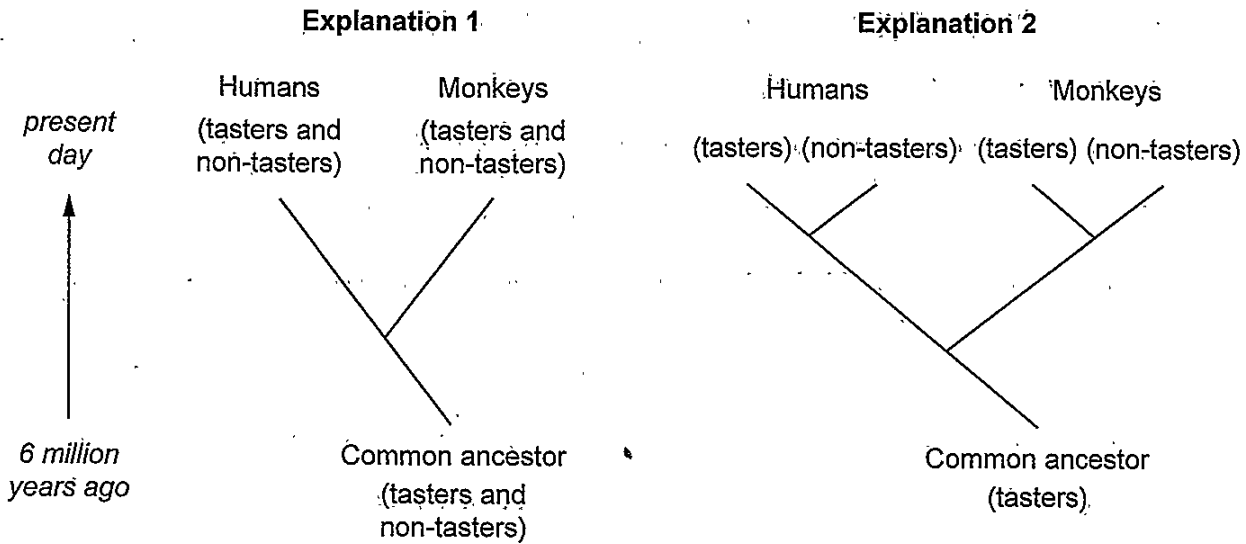 Explanation 1
Humans
(tasters and
non-tasters)
Monkeys
(tasters and
non-tasters)
present
day
6 million
years ago
Common ancestor
(tasters and
non-tasters)
Explanation 2
Humans
Monkeys
(tasters) (non-tasters) (tasters) (non-tasters)
Common ancestor
(tasters)